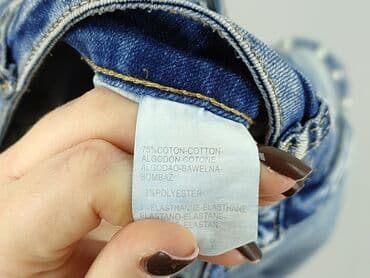 75%COTON-COTTON-
ALGODON-COTONE-
ALGODAO-BAWELNA-
BOMBAZ
POLYESTER
ELASTHANNE-ELASTHANE
ELASTANO-ELASTANE-
ELASTAN